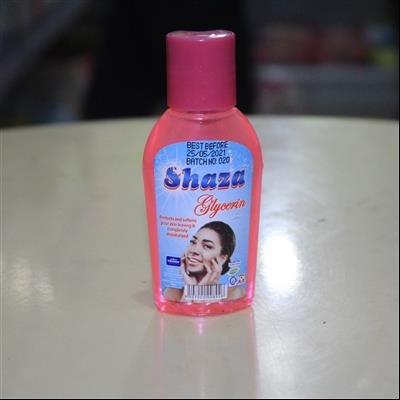 BEST BEFORE
25/05/2021
BATCH NO: 020
Shaza
Glycerin
Protects and softens
your skin leaving it
completely
moisturized